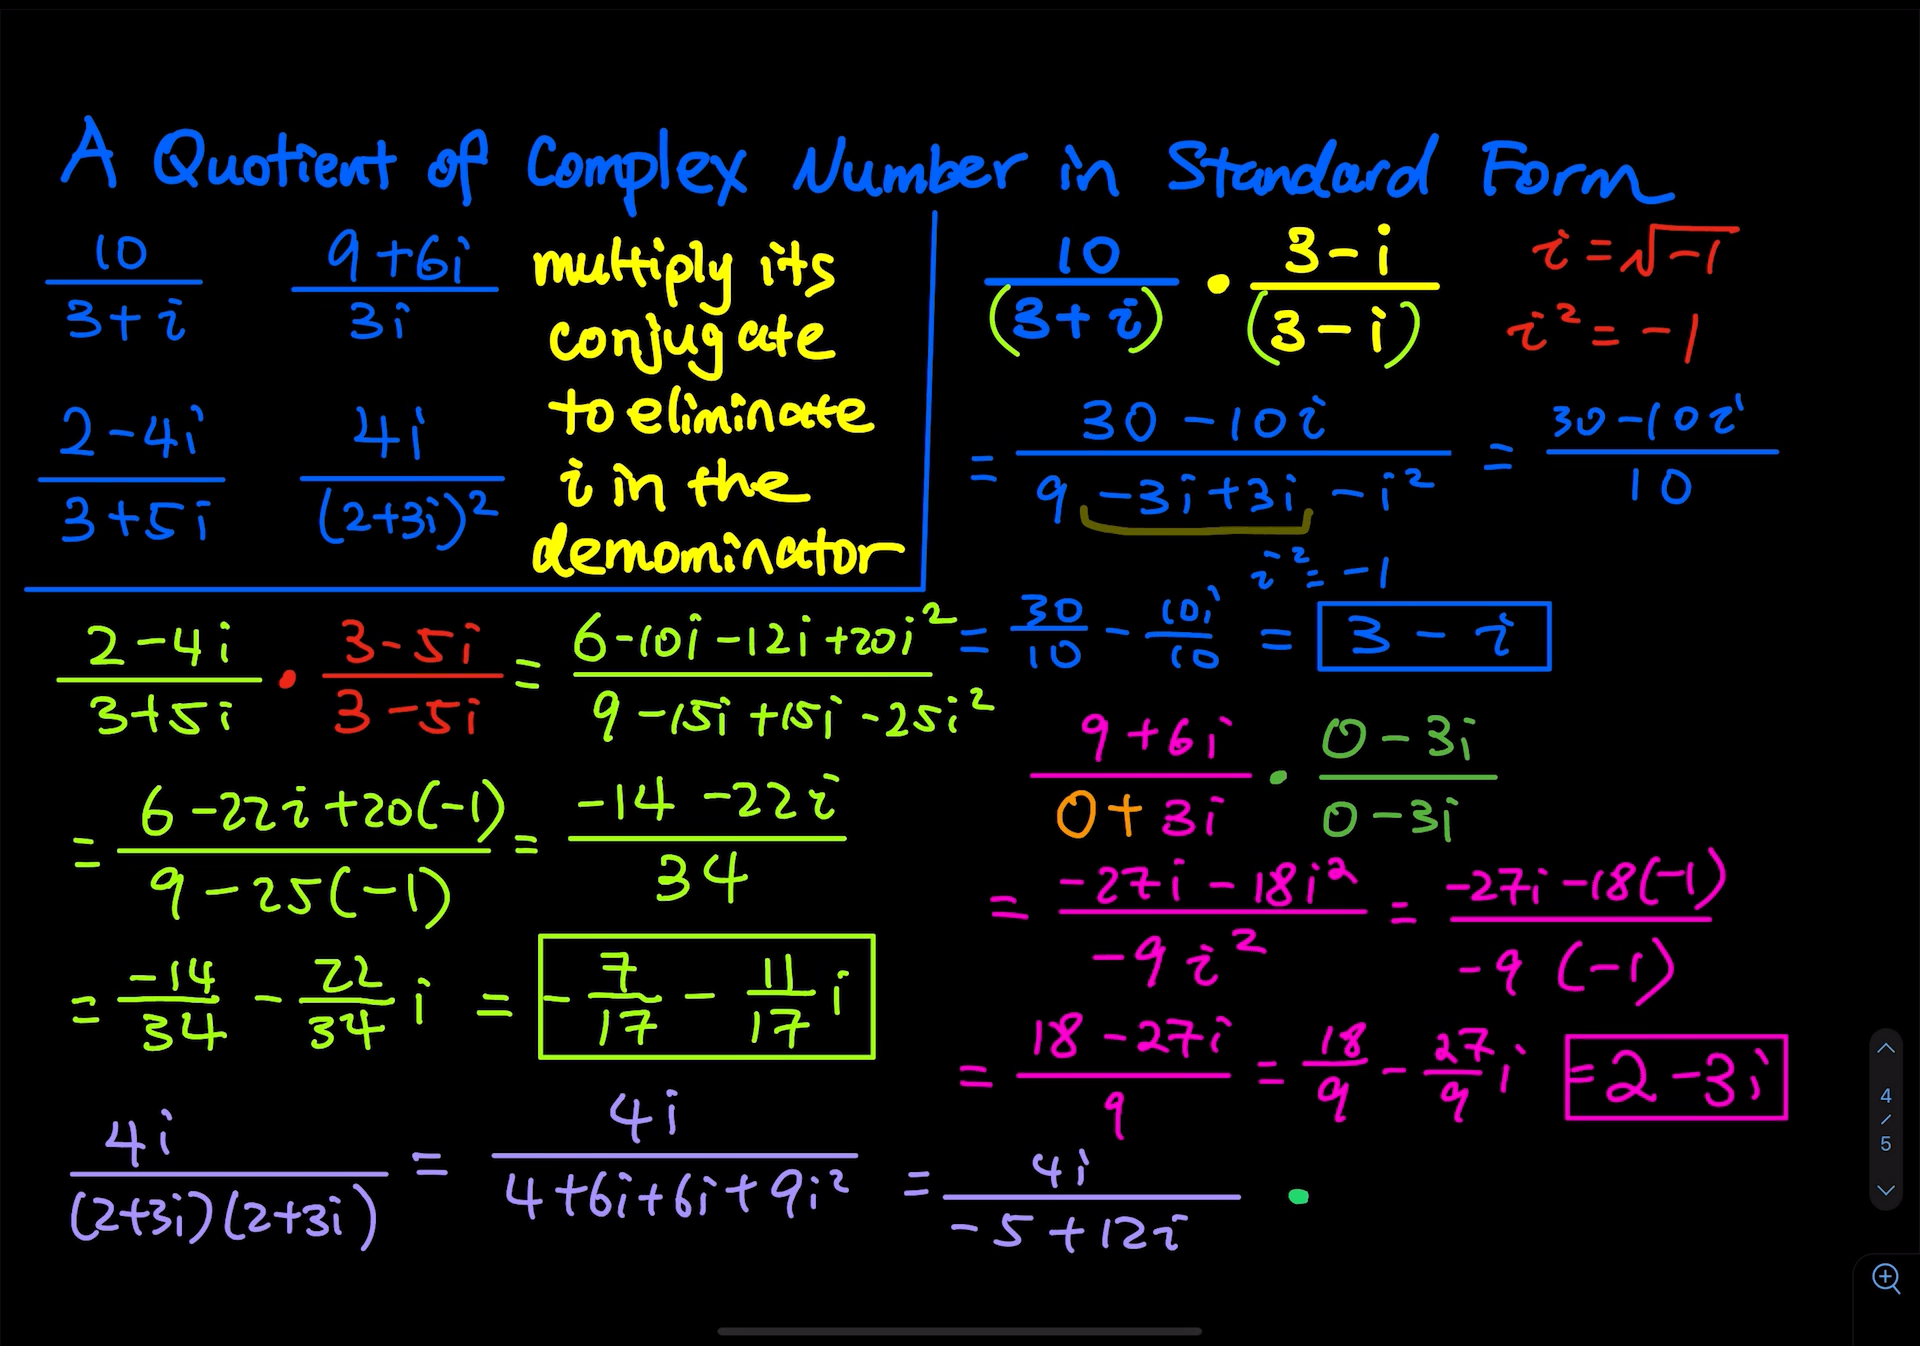 A Quotient of Complex Number in Standard Form
10/(3+i)
(9+6i)/(3i)
(2-4i)/(3+5i)
4i/(2+3i)²
multiply its
conjugate
to eliminate
i in the
demominator
10/(3+i) · (3-i)/(3-i)
i = √-1
i² = -1
= (30-10i)/(9-3i+3i-i²) = (30-10i)/10
i² = -1
= 30/10 - 10i/10 = 3-i
(2-4i)/(3+5i) · (3-5i)/(3-5i) = (6-10i-12i+20i²)/(9-15i+15i-25i²)
= (6-22i+20(-1))/(9-25(-1)) = (-14-22i)/34
= -14/34 - 22/34 i = -7/17 - 11/17 i
(9+6i)/(0+3i) · (0-3i)/(0-3i)
= (-27i-18i²)/(-9i²) = (-27i-18(-1))/(-9(-1))
= (18-27i)/9 = 18/9 - 27/9 i = 2-3i
4i/((2+3i)(2+3i)) = 4i/(4+6i+6i+9i²) = 4i/(-5+12i) ·
4
/
5